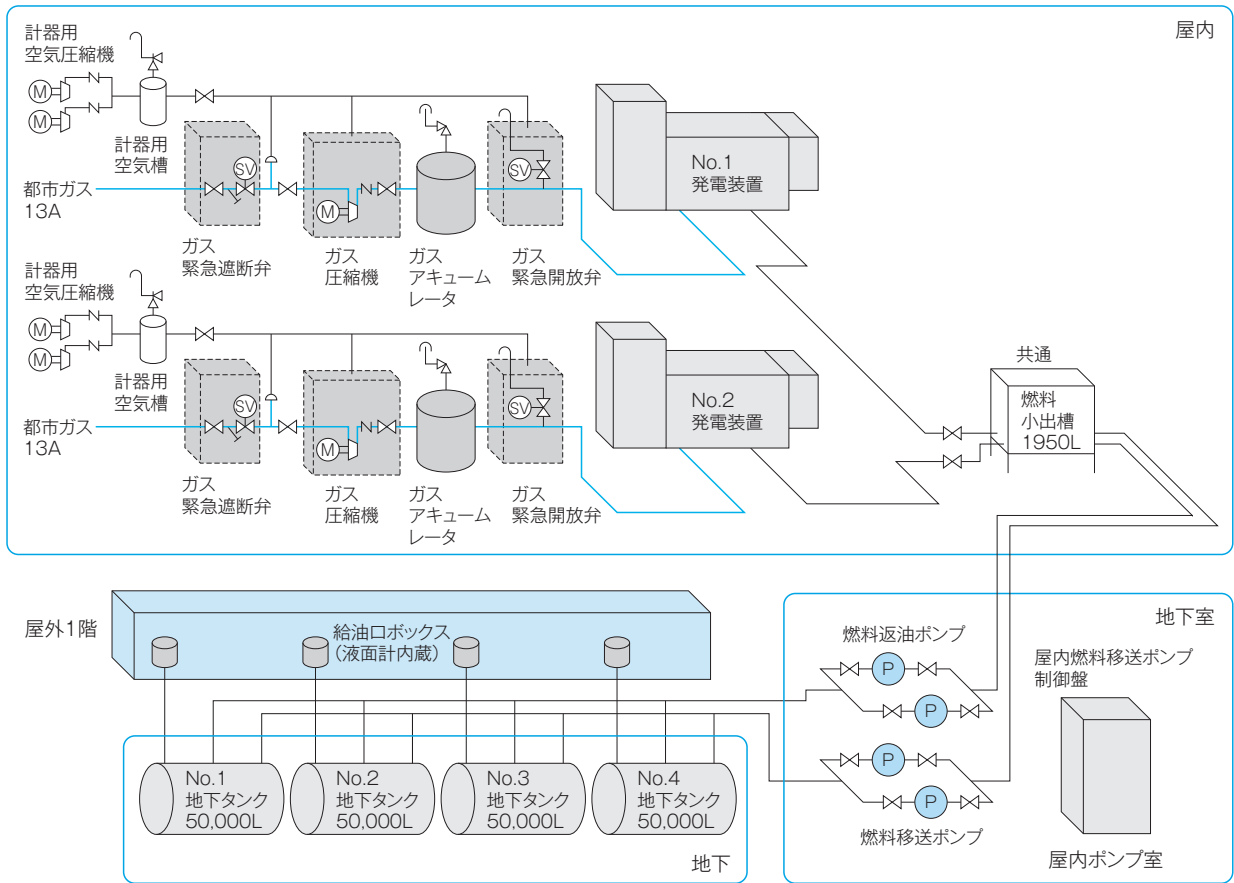 屋内
計器用
空気圧縮機
M
M
計器用
空気槽
SV
SV
都市ガス
13A
M
ガス
緊急遮断弁
ガス
圧縮機
ガス
アキューム
レータ
ガス
緊急開放弁
No.1
発電装置
計器用
空気圧縮機
M
M
計器用
空気槽
SV
SV
都市ガス
13A
M
ガス
緊急遮断弁
ガス
圧縮機
ガス
アキューム
レータ
ガス
緊急開放弁
No.2
発電装置
共通
燃料
小出槽
1950L
屋外1階
給油口ボックス
(液面計内蔵)
No.1
地下タンク
50,000L
No.2
地下タンク
50,000L
No.3
地下タンク
50,000L
No.4
地下タンク
50,000L
地下
地下室
燃料返油ポンプ
P
P
P
P
燃料移送ポンプ
屋内燃料移送ポンプ
制御盤
屋内ポンプ室